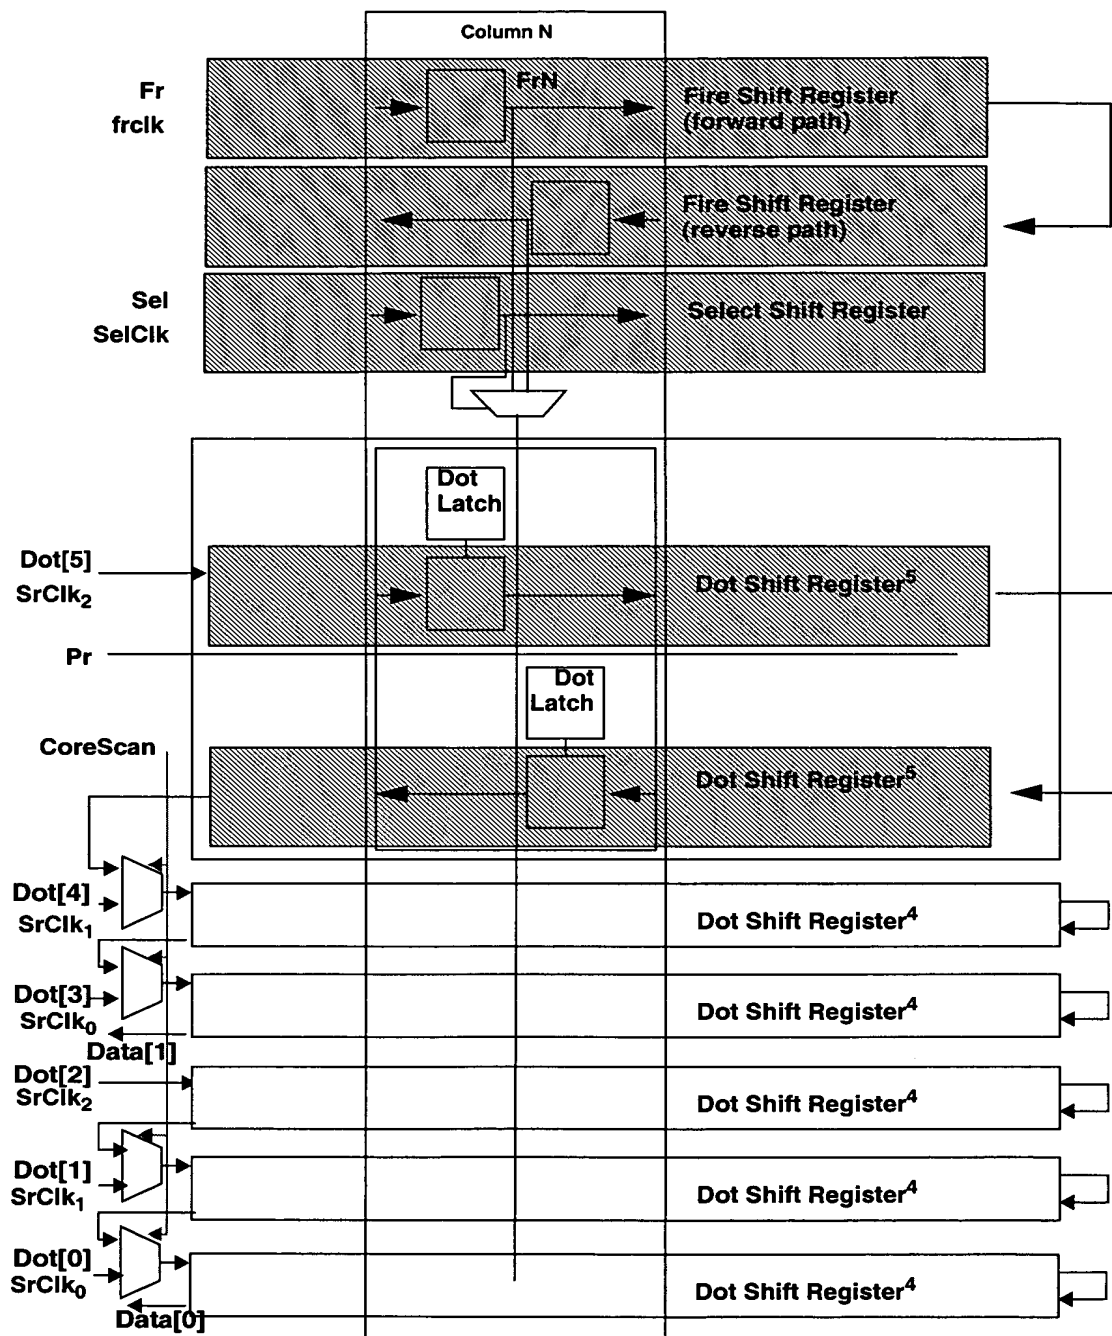 Column N
Fr
frclk
FrN
Fire Shift Register
(forward path)
Fire Shift Register
(reverse path)
Sel
SelClk
Select Shift Register
Dot
Latch
Dot[5]
SrClk2
Dot Shift Register5
Pr
Dot
Latch
CoreScan
Dot Shift Register5
Dot[4]
SrClk1
Dot Shift Register4
Dot[3]
SrClk0
Dot Shift Register4
Data[1]
Dot[2]
SrClk2
Dot Shift Register4
Dot[1]
SrClk1
Dot Shift Register4
Dot[0]
SrClk0
Dot Shift Register4
Data[0]